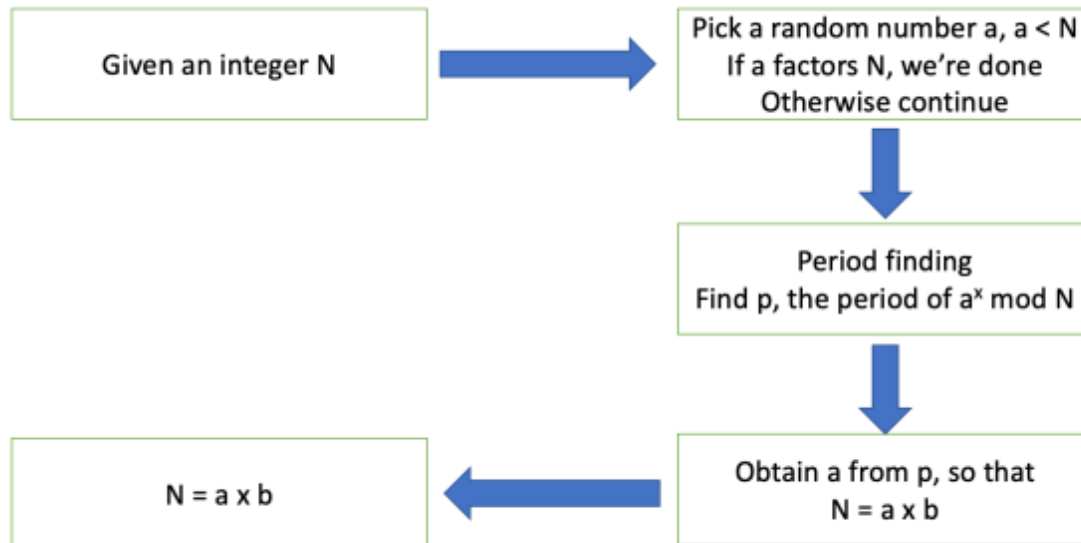 Given an integer N
Pick a random number a, a < N
If a factors N, we’re done
Otherwise continue
Period finding
Find p, the period of aˣ mod N
Obtain a from p, so that
N = a x b
N = a x b